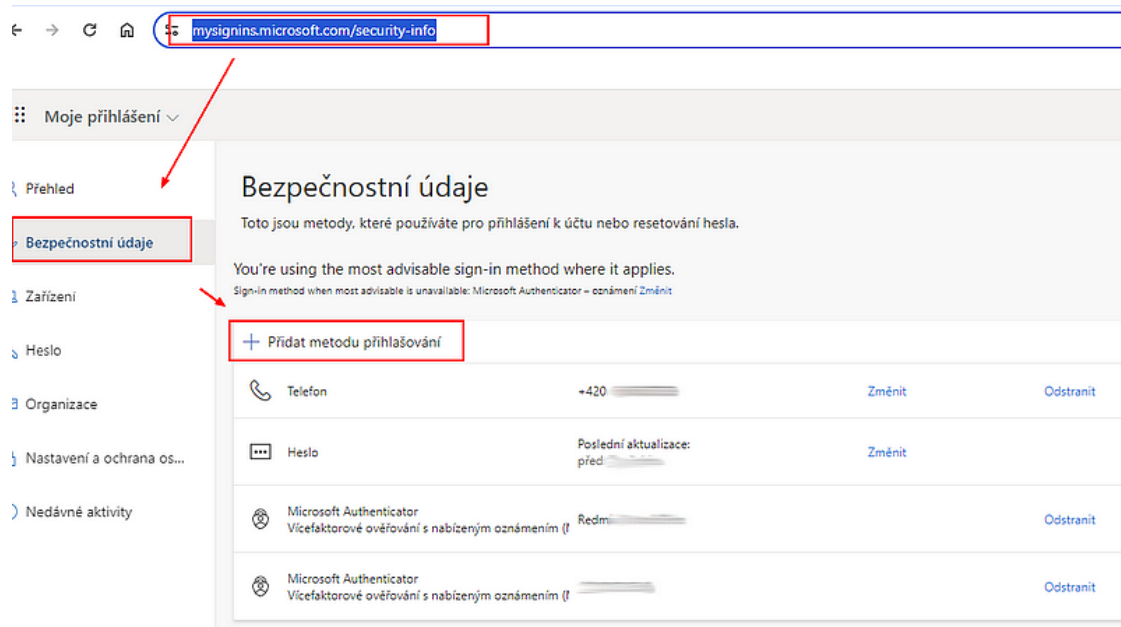 mysignins.microsoft.com/security-info
Moje přihlášení
Přehled
Bezpečnostní údaje
Zařízení
Heslo
Organizace
Nastavení a ochrana os...
Nedávné aktivity
Bezpečnostní údaje
Toto jsou metody, které používáte pro přihlášení k účtu nebo resetování hesla.
You're using the most advisable sign-in method where it applies.
Sign-in method when most advisable is unavailable: Microsoft Authenticator – oznámení Změnit
Přidat metodu přihlašování
Telefon +420 Změnit Odstranit
Heslo Poslední aktualizace: Změnit
před
Microsoft Authenticator
Vícefaktorové ověřování s nabízeným oznámením ( Redm Odstranit
Microsoft Authenticator
Vícefaktorové ověřování s nabízeným oznámením ( Odstranit